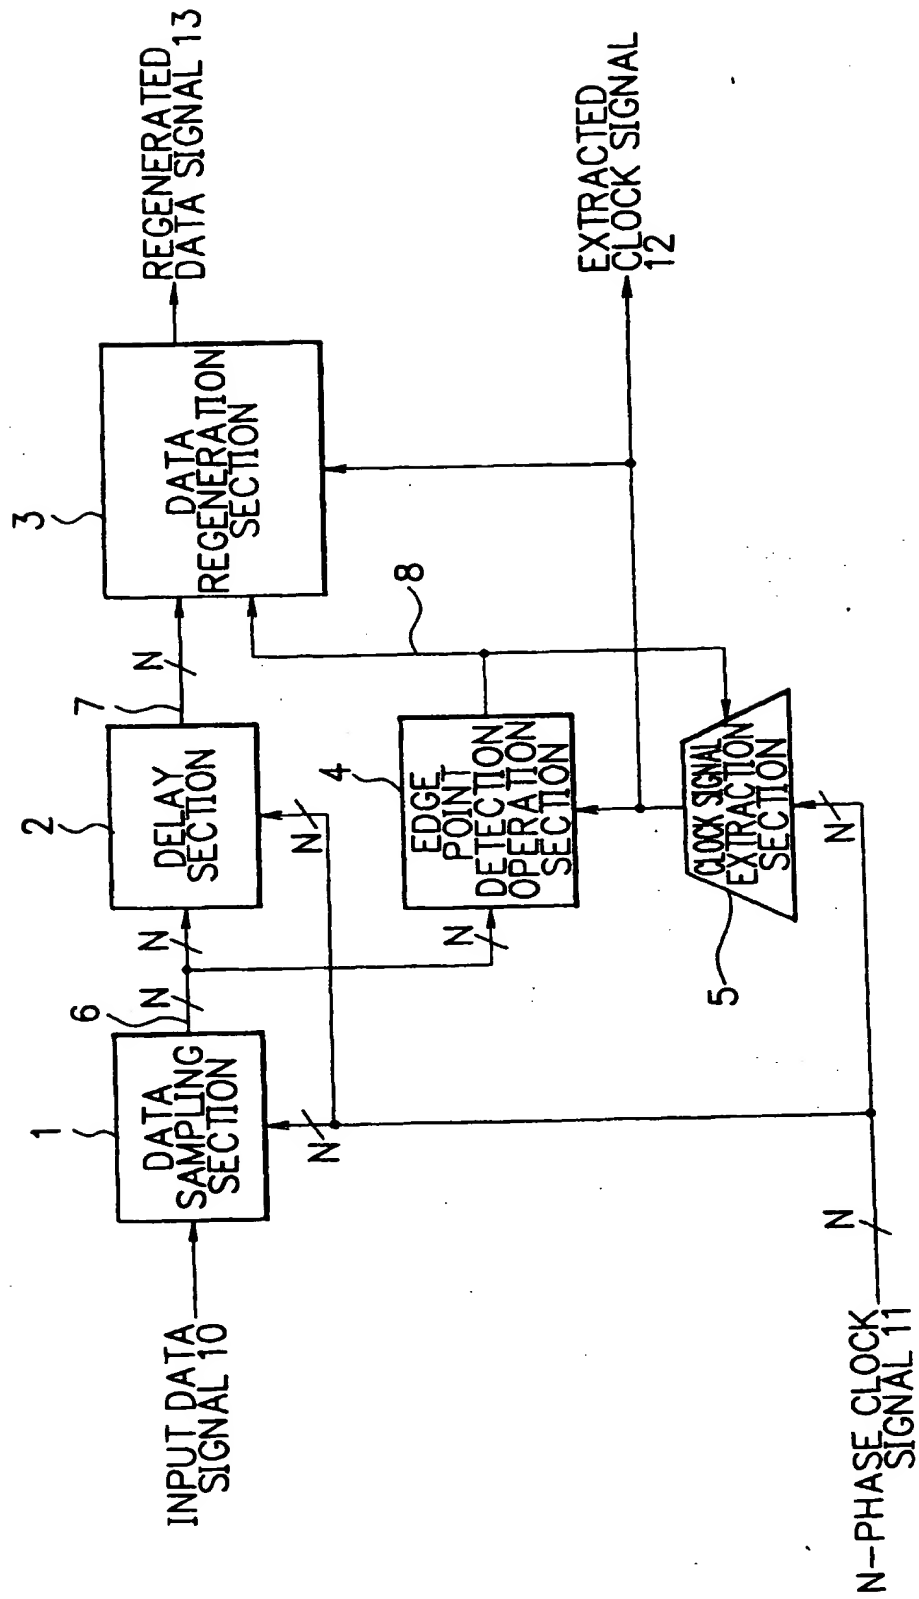 INPUT DATA
SIGNAL 10
1
DATA
SAMPLING
SECTION
N
6
N
N
2
DELAY
SECTION
N
7
N
3
DATA
REGENERATION
SECTION
REGENERATED
DATA SIGNAL 13
N
4
EDGE
POINT
DETECTION
OPERATION
SECTION
8
EXTRACTED
CLOCK SIGNAL
12
N-PHASE CLOCK
SIGNAL 11
N
5
CLOCK SIGNAL
EXTRACTION
SECTION
N